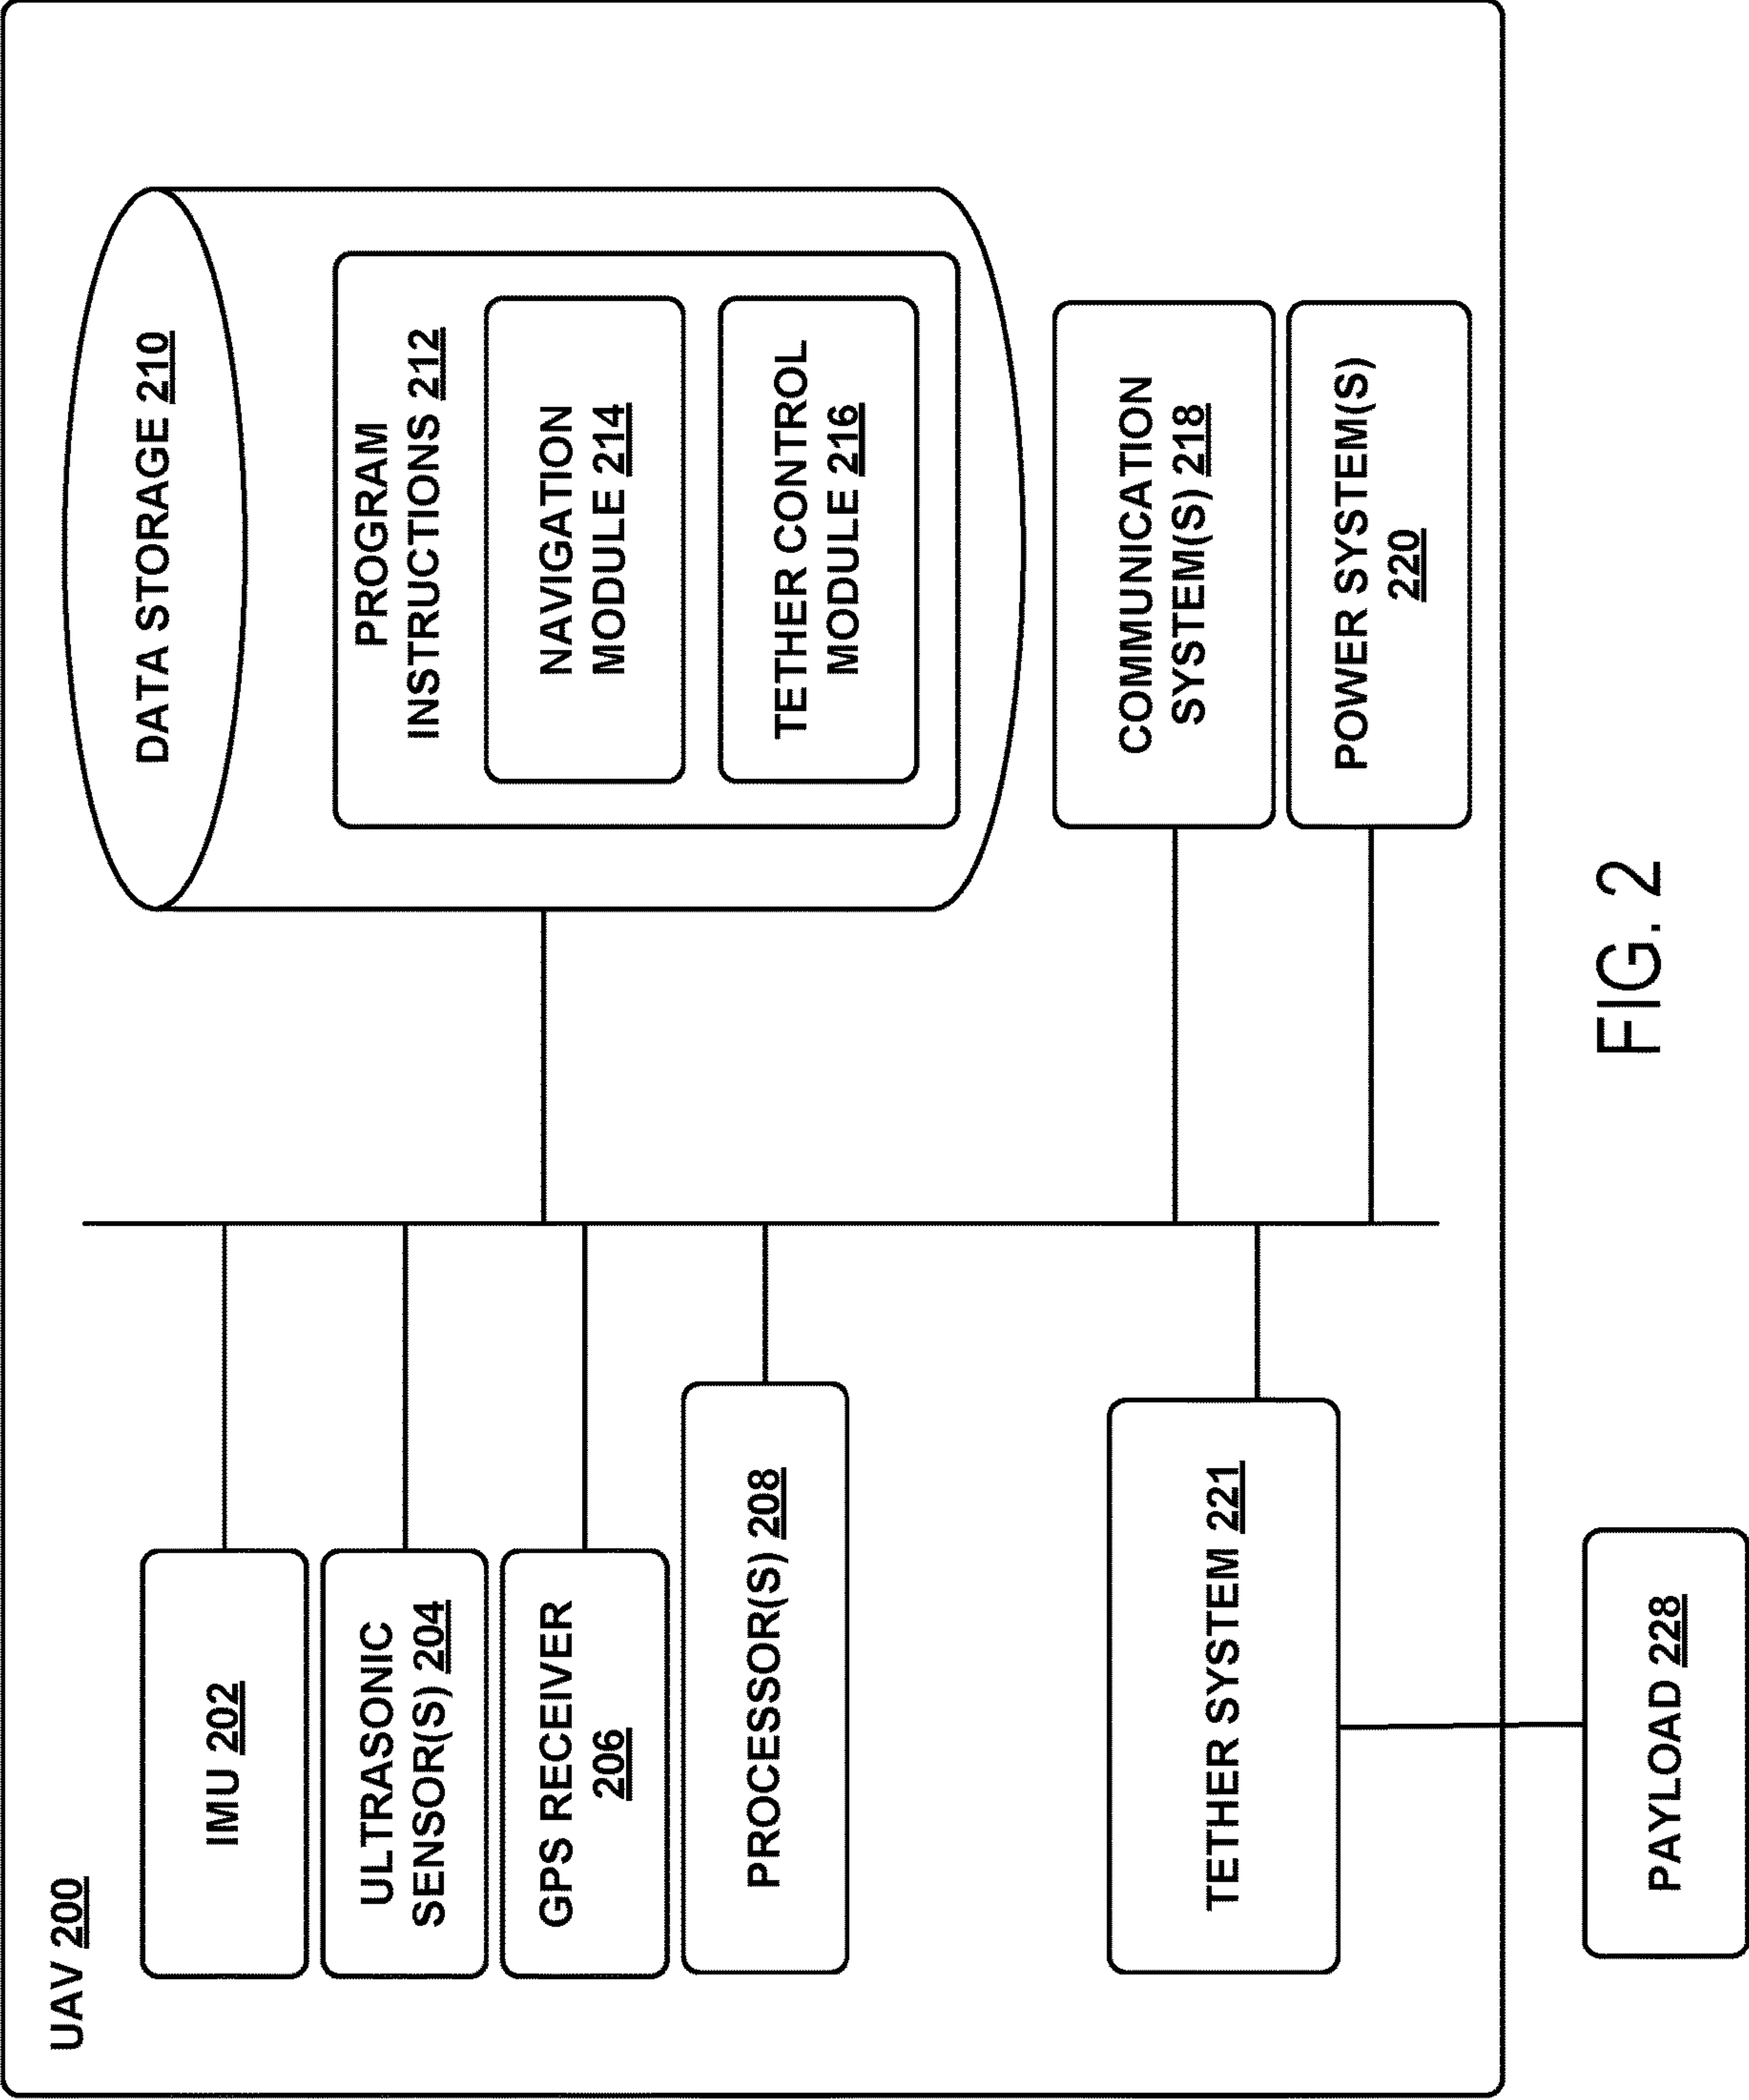 UAV 200
IMU 202
ULTRASONIC
SENSOR(S) 204
GPS RECEIVER
206
PROCESSOR(S) 208
TETHER SYSTEM 221
PAYLOAD 228
DATA STORAGE 210
PROGRAM
INSTRUCTIONS 212
NAVIGATION
MODULE 214
TETHER CONTROL
MODULE 216
COMMUNICATION
SYSTEM(S) 218
POWER SYSTEM(S)
220
FIG. 2